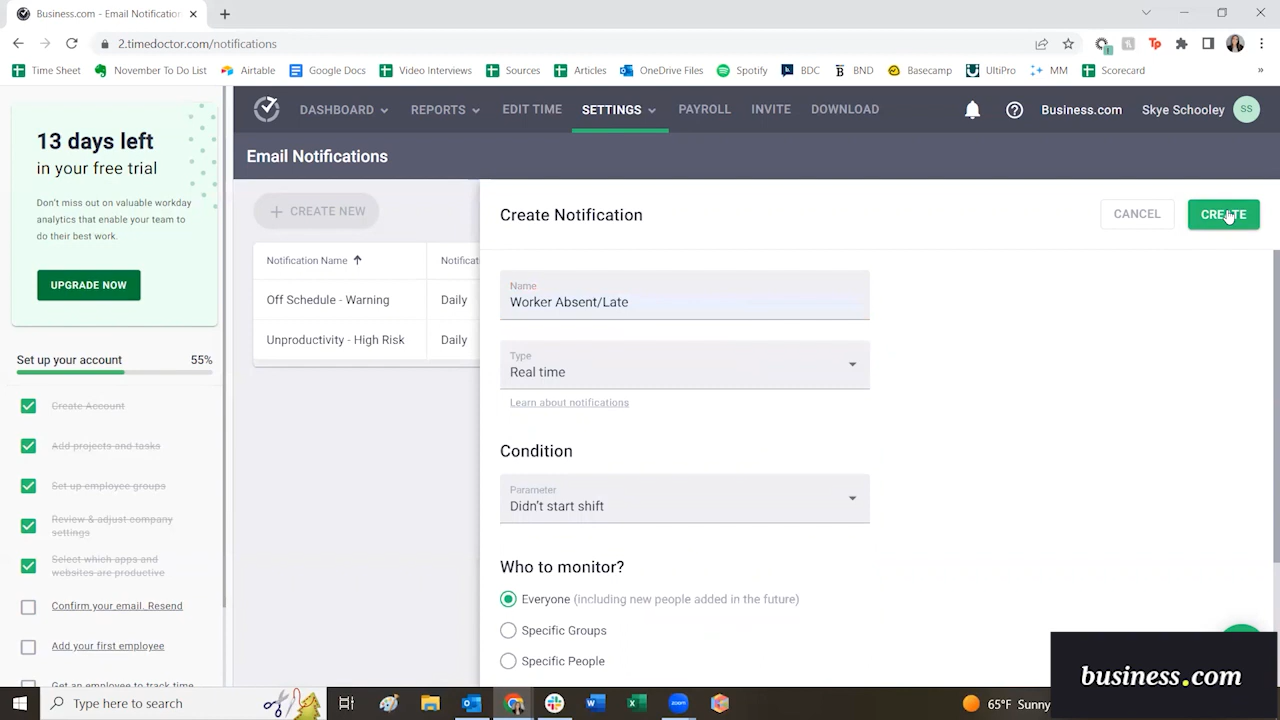 Business.com - Email Notification
2.timedoctor.com/notifications
Time Sheet
November To Do List
Airtable
Google Docs
Video Interviews
Sources
Articles
OneDrive Files
Spotify
BDC
BND
Basecamp
UltiPro
MM
Scorecard
»
13 days left
in your free trial
Don't miss out on valuable workday
analytics that enable your team to
do their best work.
UPGRADE NOW
Set up your account 55%
Create Account
Add projects and tasks
Set up employee groups
Review & adjust company
settings
Select which apps and
websites are productive
Confirm your email. Resend
Add your first employee
Get an employee to track time
DASHBOARD
REPORTS
EDIT TIME
SETTINGS
PAYROLL
INVITE
DOWNLOAD
Business.com
Skye Schooley
SS
Email Notifications
+ CREATE NEW
Notification Name
Notificat
Off Schedule - Warning
Daily
Unproductivity - High Risk
Daily
Create Notification
CANCEL
CREATE
Name
Worker Absent/Late
Type
Real time
Learn about notifications
Condition
Parameter
Didn't start shift
Who to monitor?
Everyone (including new people added in the future)
Specific Groups
Specific People
business.com
Type here to search
65°F Sunny